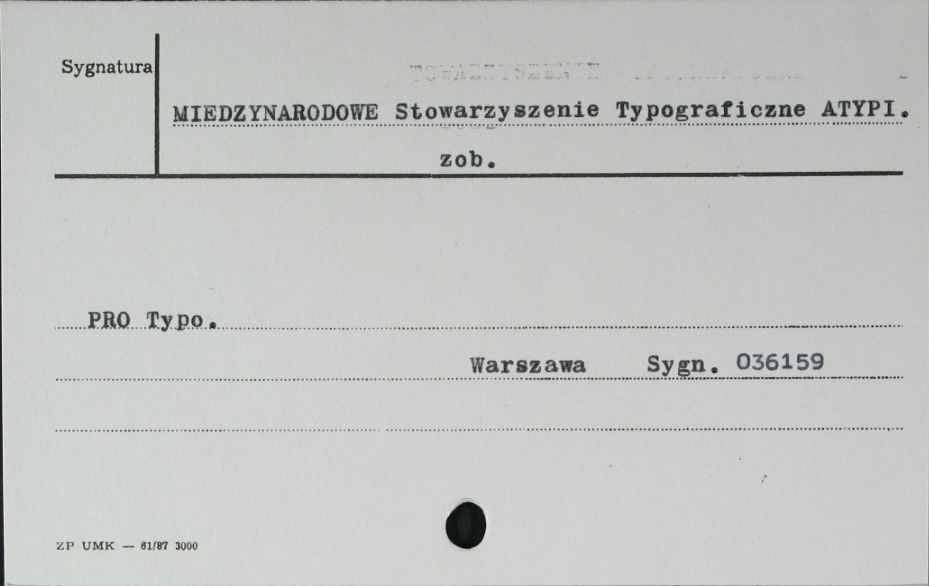 Sygnatura
MIEDZYNARODOWE Stowarzyszenie Typograficzne ATYPI.
zob.
PRO Typo.
Warszawa Sygn. 036159
ZP UMK — 61/87 3000